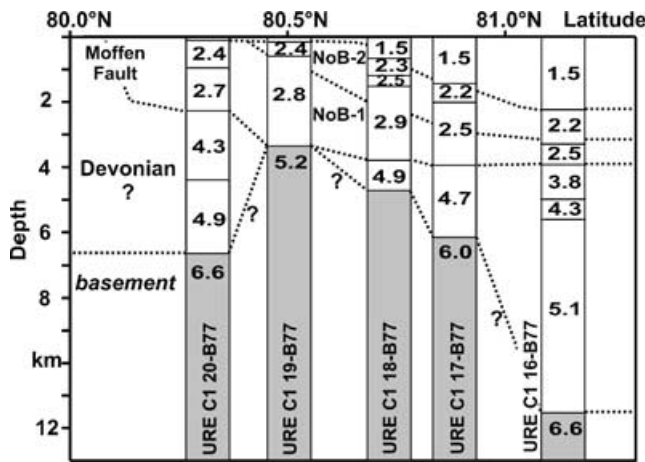 80.0°N 80.5°N 81.0°N Latitude
Moffen
Fault
2.4
2.7
4.3
4.9
6.6
URE C1 20-B77
2.4
2.8
5.2
URE C1 19-B77
NoB-2
NoB-1
1.5
2.3
2.5
2.9
4.9
URE C1 18-B77
1.5
2.2
2.5
4.7
6.0
URE C1 17-B77
1.5
2.2
2.5
3.8
4.3
5.1
6.6
URE C1 16-B77
Devonian
?
?
?
?
basement
Depth
2
4
6
8
km
12